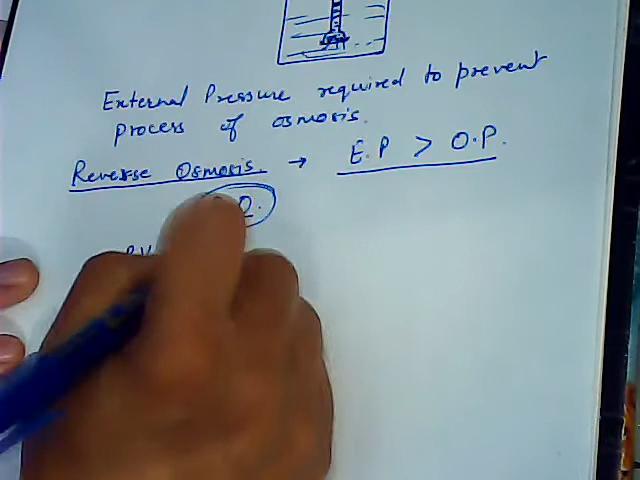 External Pressure required to prevent
process of osmosis.
Reverse Osmosis. → E.P > O.P.